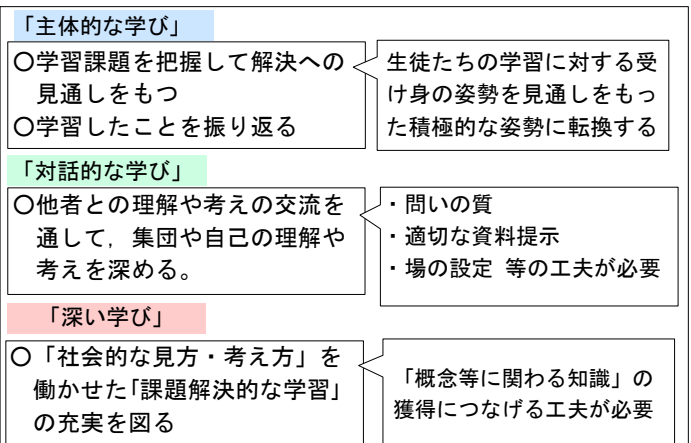 「主体的な学び」
〇学習課題を把握して解決への
見通しをもつ
〇学習したことを振り返る
生徒たちの学習に対する受
け身の姿勢を見通しをもっ
た積極的な姿勢に転換する
「対話的な学び」
〇他者との理解や考えの交流を
通して，集団や自己の理解や
考えを深める。
・問いの質
・適切な資料提示
・場の設定 等の工夫が必要
「深い学び」
〇「社会的な見方・考え方」を
働かせた「課題解決的な学習」
の充実を図る
「概念等に関わる知識」の
獲得につなげる工夫が必要